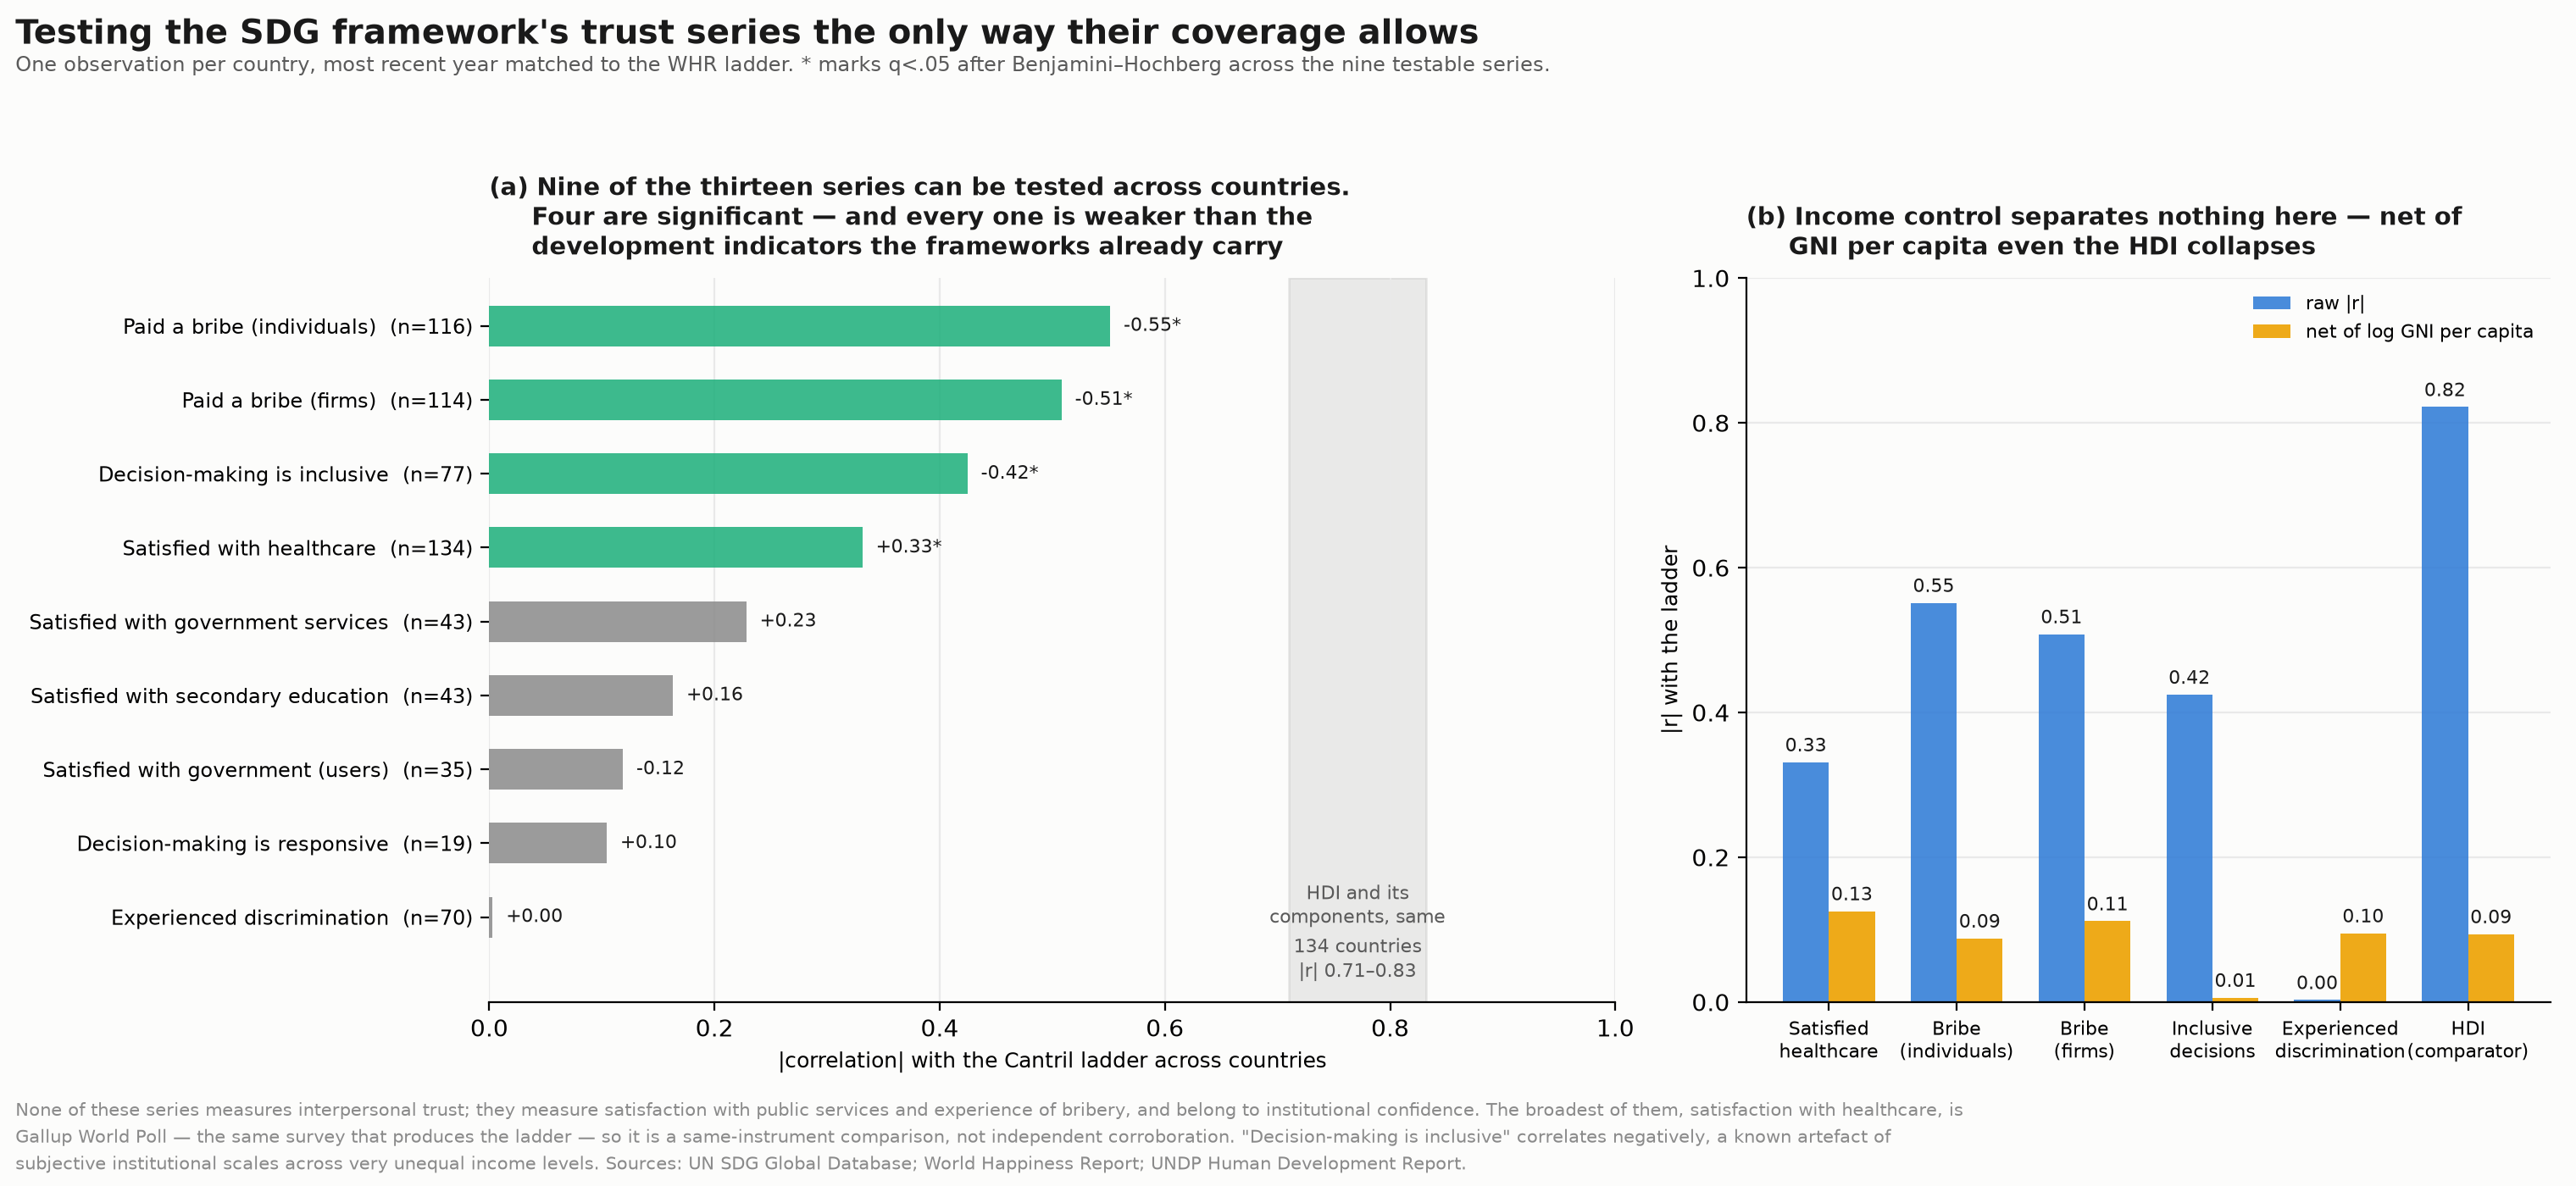 Testing the SDG framework's trust series the only way their coverage allows
One observation per country, most recent year matched to the WHR ladder. * marks q<.05 after Benjamini–Hochberg across the nine testable series.
(a) Nine of the thirteen series can be tested across countries.
Four are significant — and every one is weaker than the
development indicators the frameworks already carry
Paid a bribe (individuals) (n=116)
-0.55*
Paid a bribe (firms) (n=114)
-0.51*
Decision-making is inclusive (n=77)
-0.42*
Satisfied with healthcare (n=134)
+0.33*
Satisfied with government services (n=43)
+0.23
Satisfied with secondary education (n=43)
+0.16
Satisfied with government (users) (n=35)
-0.12
Decision-making is responsive (n=19)
+0.10
Experienced discrimination (n=70)
+0.00
HDI and its
components, same
134 countries
|r| 0.71–0.83
0.0 0.2 0.4 0.6 0.8 1.0
|correlation| with the Cantril ladder across countries
(b) Income control separates nothing here — net of
GNI per capita even the HDI collapses
raw |r|
net of log GNI per capita
|r| with the ladder
1.0
0.8
0.6
0.4
0.2
0.0
0.33 0.13
0.55 0.09
0.51 0.11
0.42 0.01
0.00 0.10
0.82 0.09
Satisfied
healthcare
Bribe
(individuals)
Bribe
(firms)
Inclusive
decisions
Experienced
discrimination
HDI
(comparator)
None of these series measures interpersonal trust; they measure satisfaction with public services and experience of bribery, and belong to institutional confidence. The broadest of them, satisfaction with healthcare, is
Gallup World Poll — the same survey that produces the ladder — so it is a same-instrument comparison, not independent corroboration. "Decision-making is inclusive" correlates negatively, a known artefact of
subjective institutional scales across very unequal income levels. Sources: UN SDG Global Database; World Happiness Report; UNDP Human Development Report.